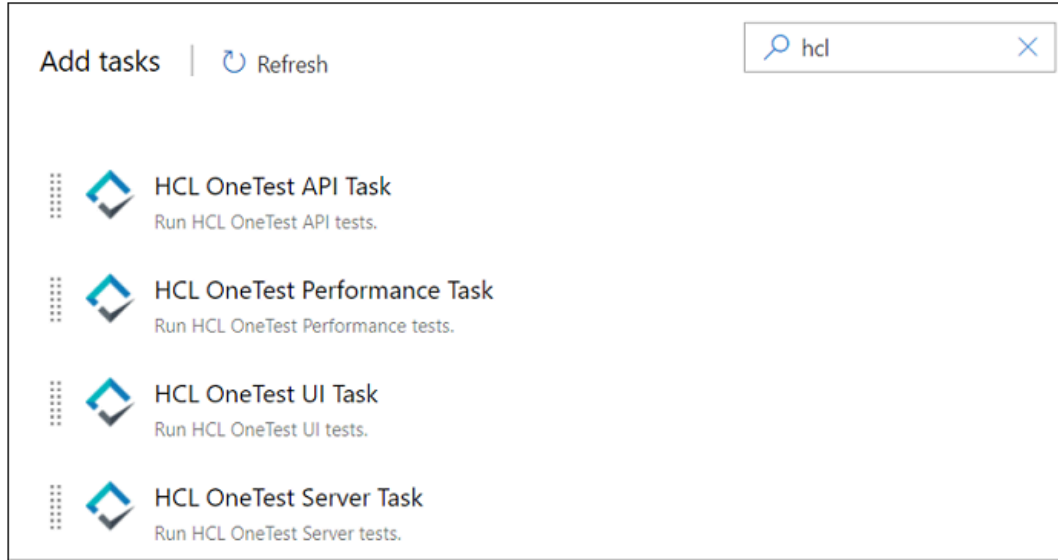 Add tasks
Refresh
hcl
HCL OneTest API Task
Run HCL OneTest API tests.
HCL OneTest Performance Task
Run HCL OneTest Performance tests.
HCL OneTest UI Task
Run HCL OneTest UI tests.
HCL OneTest Server Task
Run HCL OneTest Server tests.